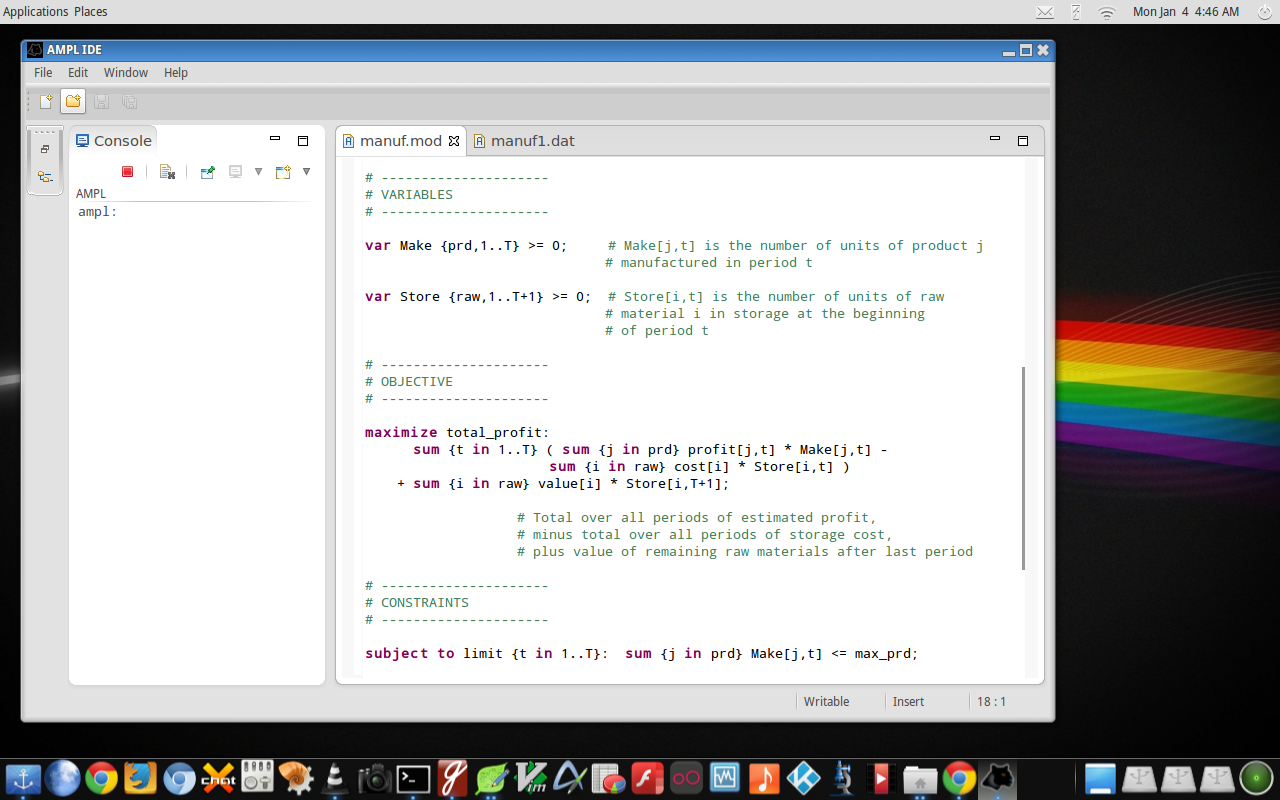 Applications Places
Mon Jan 4 4:46 AM
AMPL IDE
File Edit Window Help
Console
AMPL
ampl:
manuf.mod
manuf1.dat
# ---------------------
# VARIABLES
# ---------------------
var Make {prd,1..T} >= 0; # Make[j,t] is the number of units of product j
# manufactured in period t
var Store {raw,1..T+1} >= 0; # Store[i,t] is the number of units of raw
# material i in storage at the beginning
# of period t
# ---------------------
# OBJECTIVE
# ---------------------
maximize total_profit:
sum {t in 1..T} ( sum {j in prd} profit[j,t] * Make[j,t] -
sum {i in raw} cost[i] * Store[i,t] )
+ sum {i in raw} value[i] * Store[i,T+1];
# Total over all periods of estimated profit,
# minus total over all periods of storage cost,
# plus value of remaining raw materials after last period
# ---------------------
# CONSTRAINTS
# ---------------------
subject to limit {t in 1..T}: sum {j in prd} Make[j,t] <= max_prd;
Writable Insert 18 : 1
chat
Vim